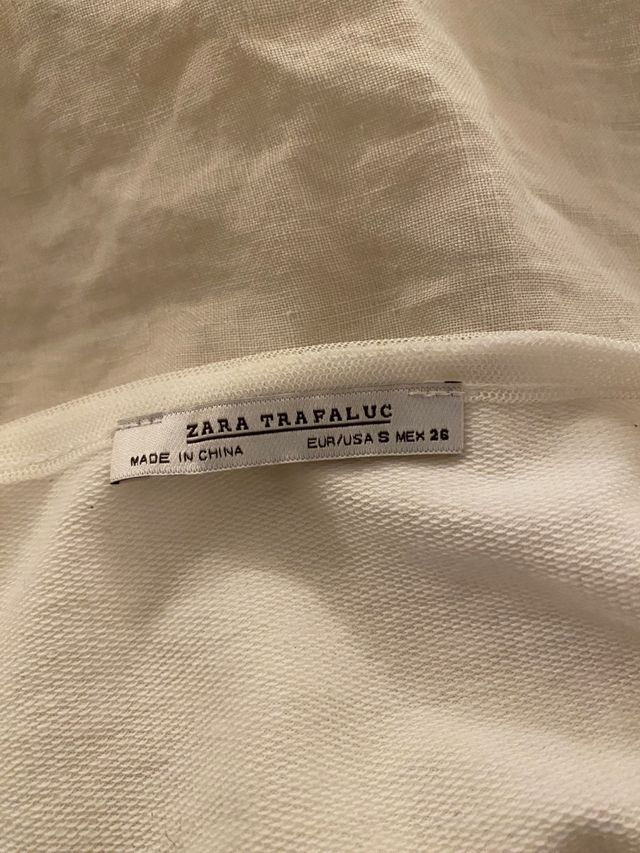 ZARA TRAFALUC
MADE IN CHINA EUR/USA S MEX 26